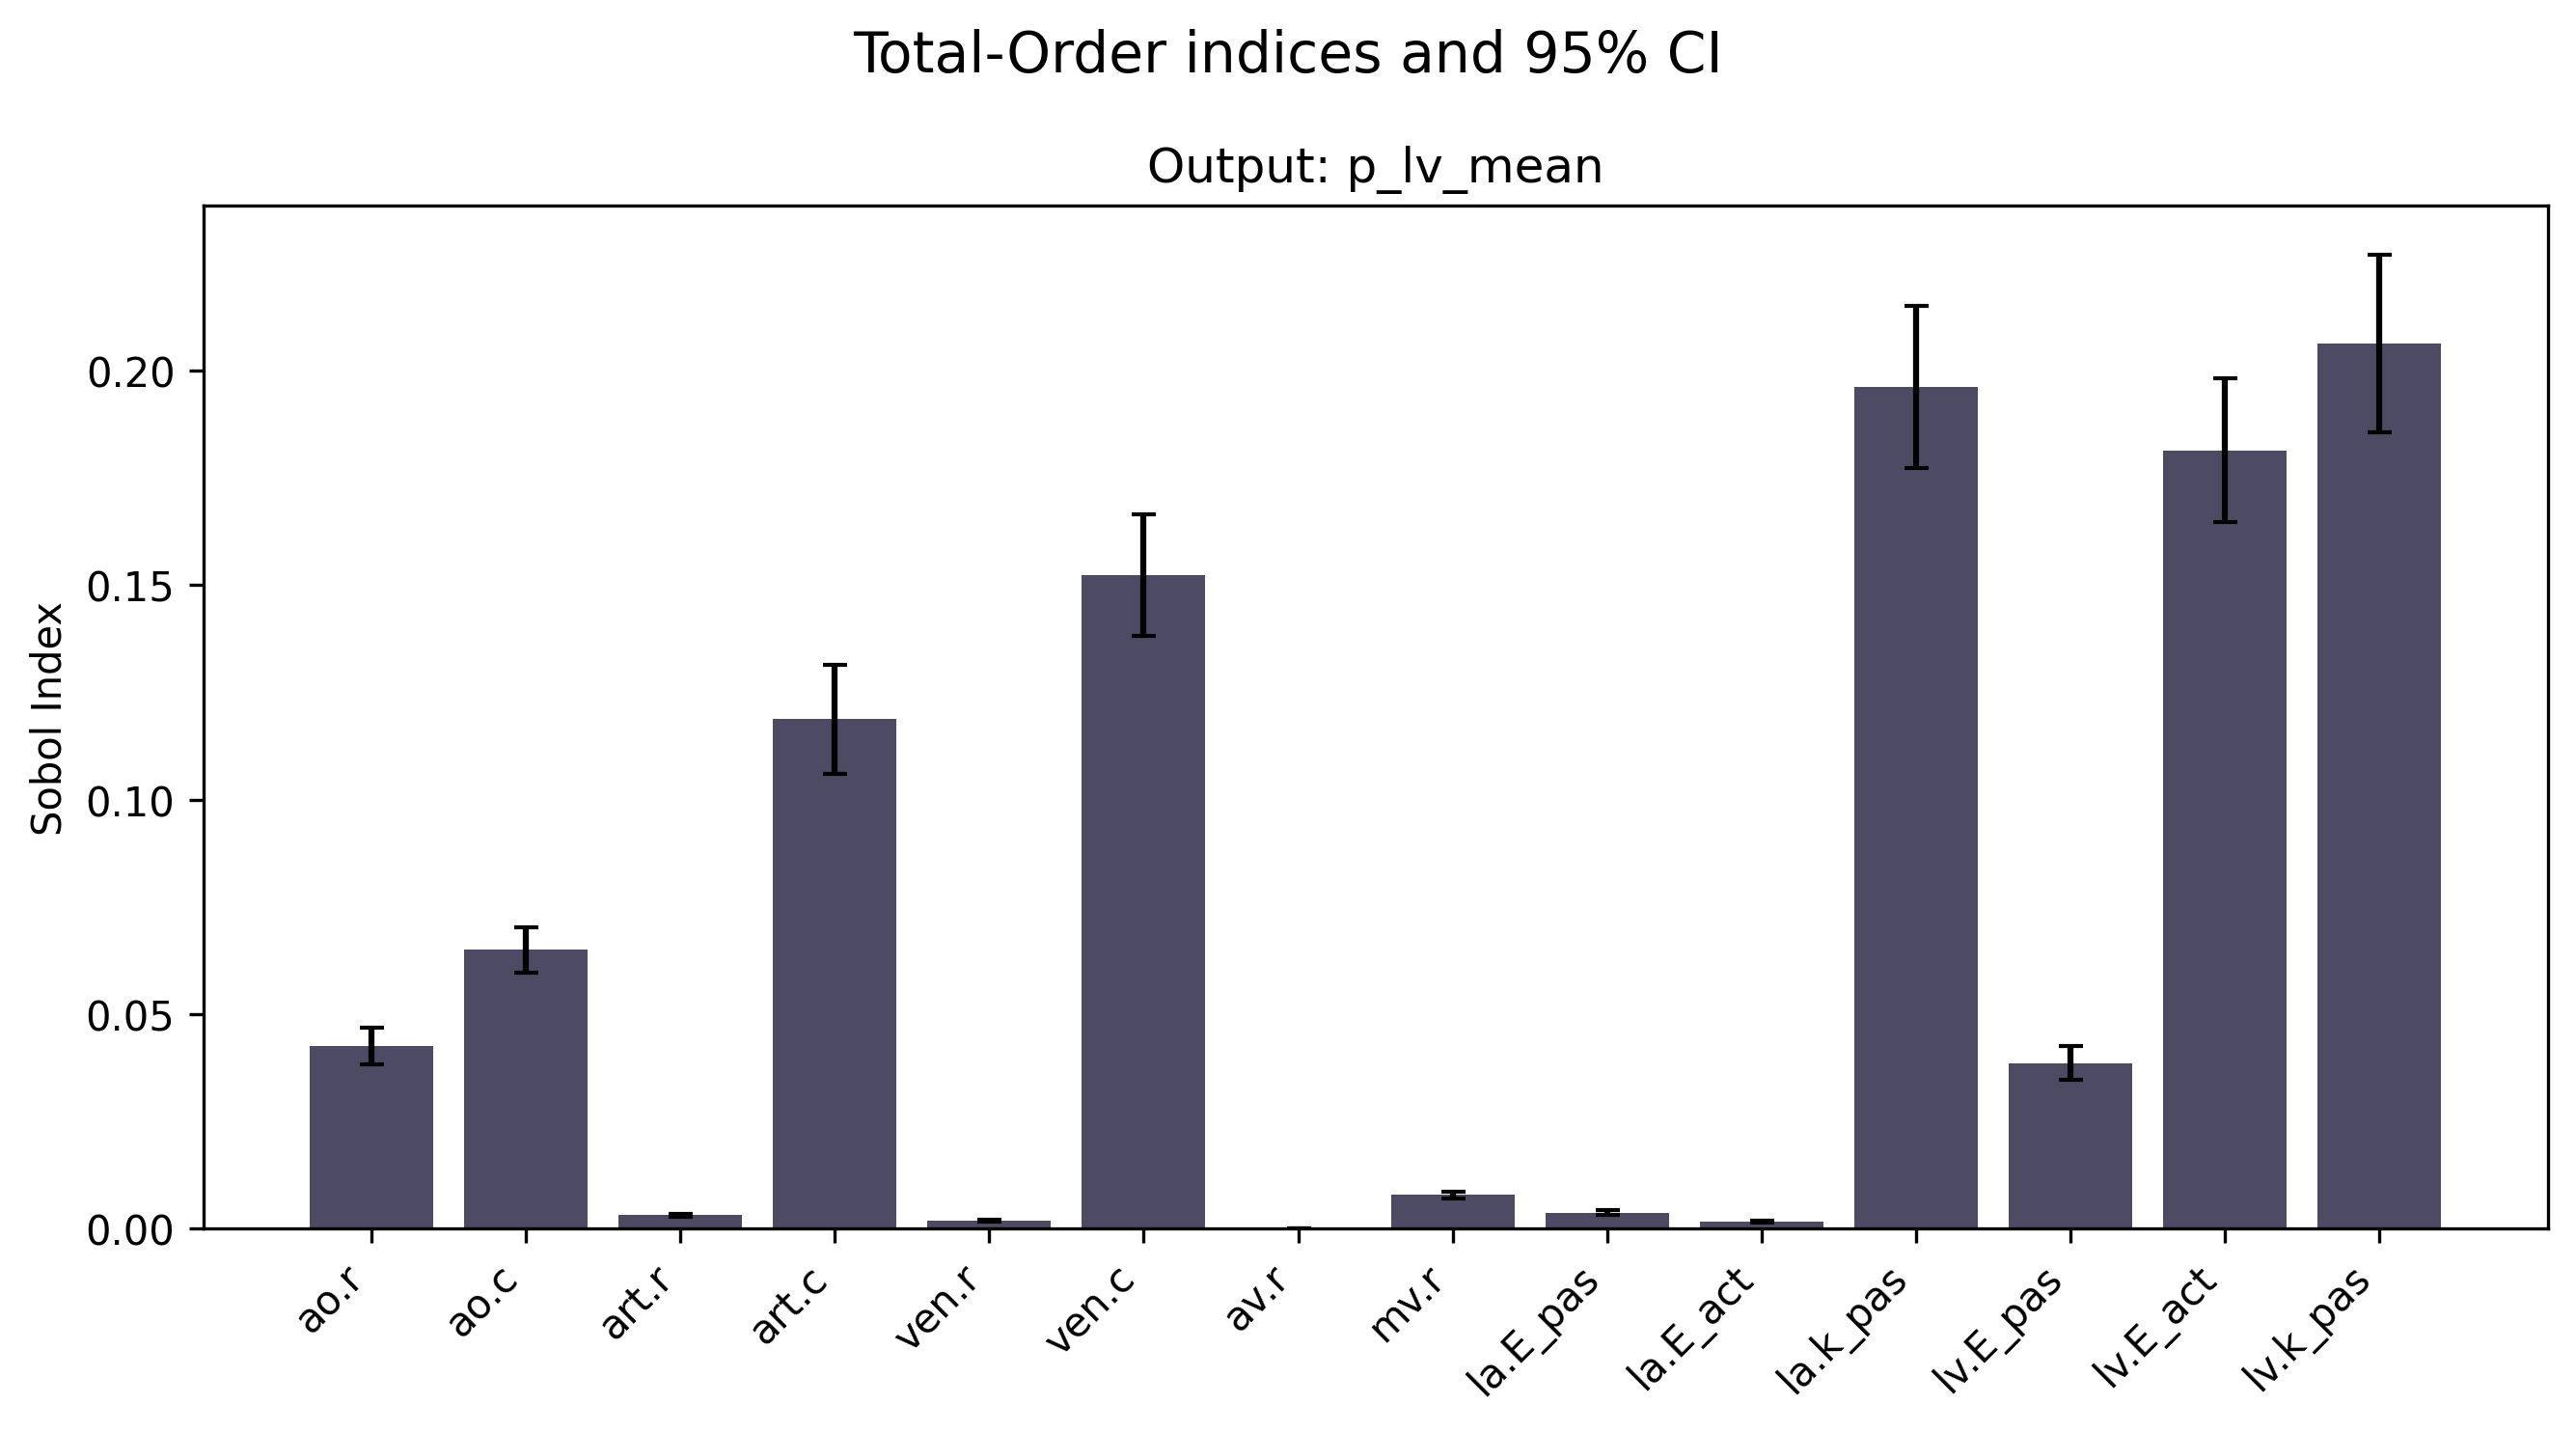 Total-Order indices and 95% CI
Output: p_lv_mean
Sobol Index
0.20
0.15
0.10
0.05
0.00
ao.r
ao.c
art.r
art.c
ven.r
ven.c
av.r
mv.r
la.E_pas
la.E_act
la.k_pas
lv.E_pas
lv.E_act
lv.k_pas